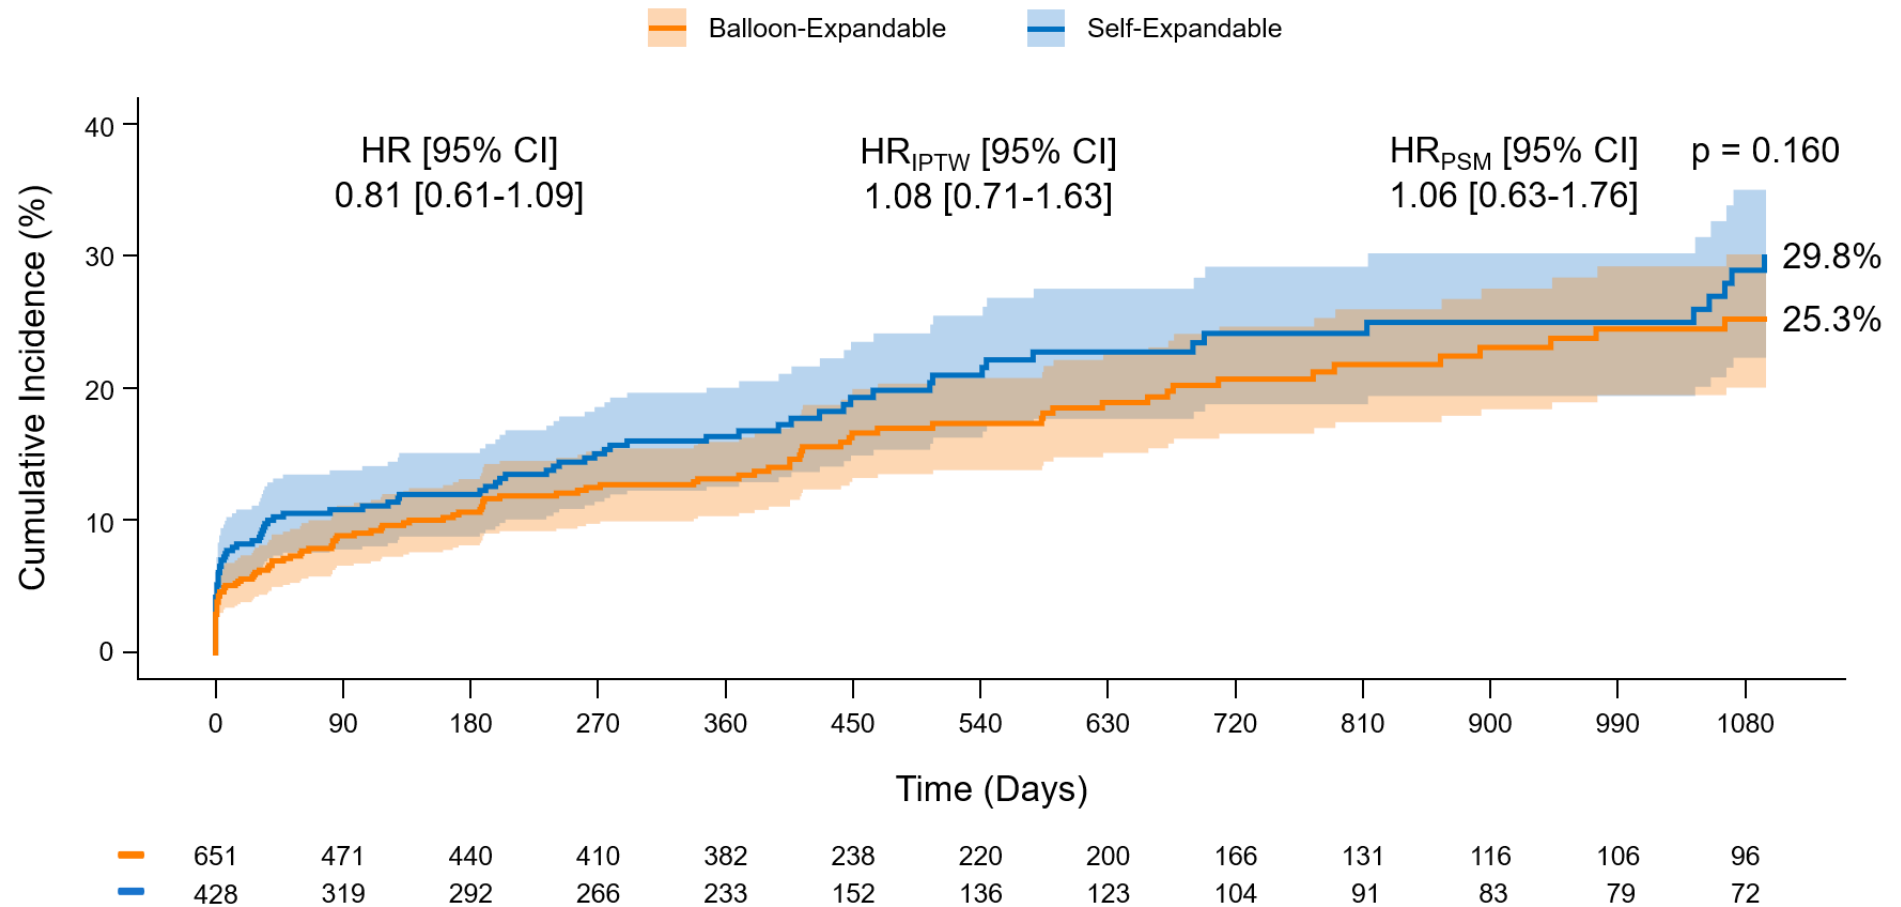 Balloon-Expandable Self-Expandable
Cumulative Incidence (%)
40
30
20
10
0
HR [95% CI]
0.81 [0.61-1.09]
HR_IPTW [95% CI]
1.08 [0.71-1.63]
HR_PSM [95% CI]
1.06 [0.63-1.76]
p = 0.160
29.8%
25.3%
0 90 180 270 360 450 540 630 720 810 900 990 1080
Time (Days)
651 471 440 410 382 238 220 200 166 131 116 106 96
428 319 292 266 233 152 136 123 104 91 83 79 72